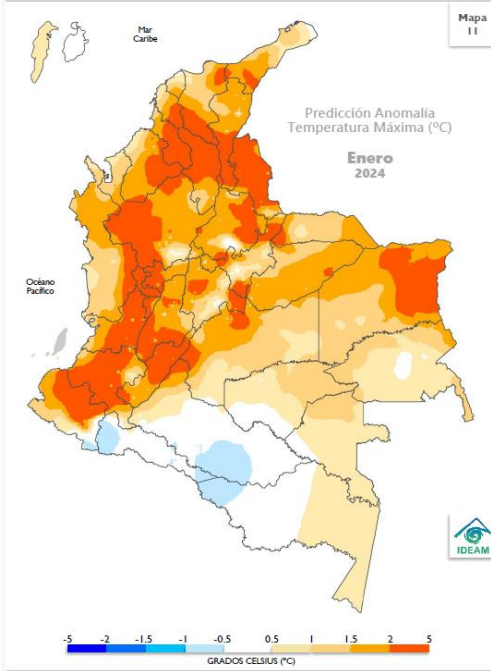 Mapa
11
Mar
Caribe
Predicción Anomalía
Temperatura Máxima (ºC)
Enero
2024
Océano
Pacífico
IDEAM
-5 -2 -1.5 -1 -0.5 0.5 1 1.5 2 5
GRADOS CELSIUS (°C)